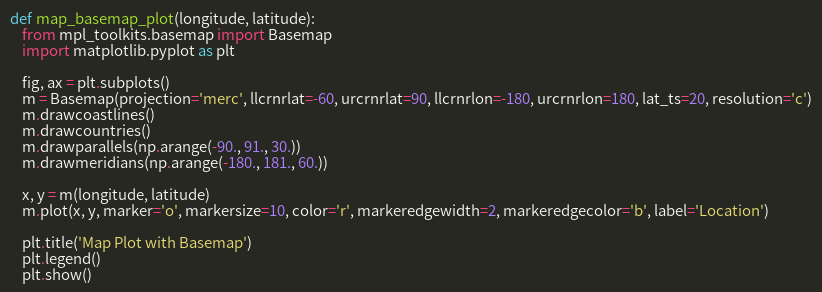 def map_basemap_plot(longitude, latitude):
    from mpl_toolkits.basemap import Basemap
    import matplotlib.pyplot as plt

    fig, ax = plt.subplots()
    m = Basemap(projection='merc', llcrnrlat=-60, urcrnrlat=90, llcrnrlon=-180, urcrnrlon=180, lat_ts=20, resolution='c')
    m.drawcoastlines()
    m.drawcountries()
    m.drawparallels(np.arange(-90., 91., 30.))
    m.drawmeridians(np.arange(-180., 181., 60.))

    x, y = m(longitude, latitude)
    m.plot(x, y, marker='o', markersize=10, color='r', markeredgewidth=2, markeredgecolor='b', label='Location')

    plt.title('Map Plot with Basemap')
    plt.legend()
    plt.show()